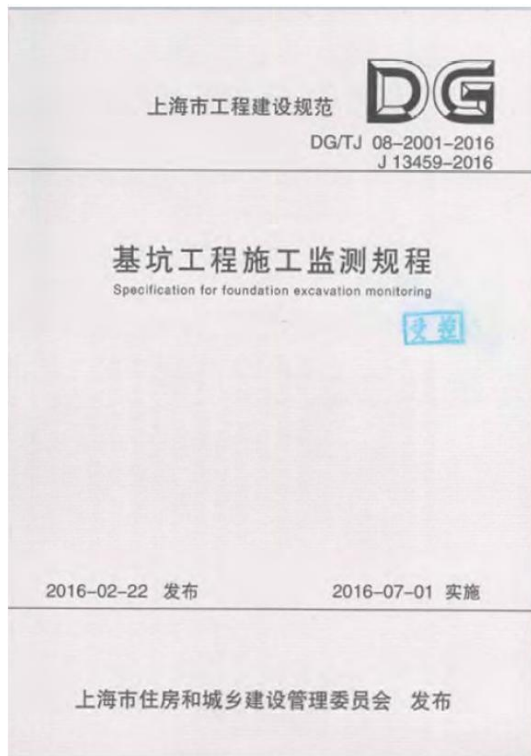 上海市工程建设规范
DG
DG/TJ 08-2001-2016
J 13459-2016
基坑工程施工监测规程
Specification for foundation excavation monitoring
受控
2016-02-22 发布
2016-07-01 实施
上海市住房和城乡建设管理委员会 发布